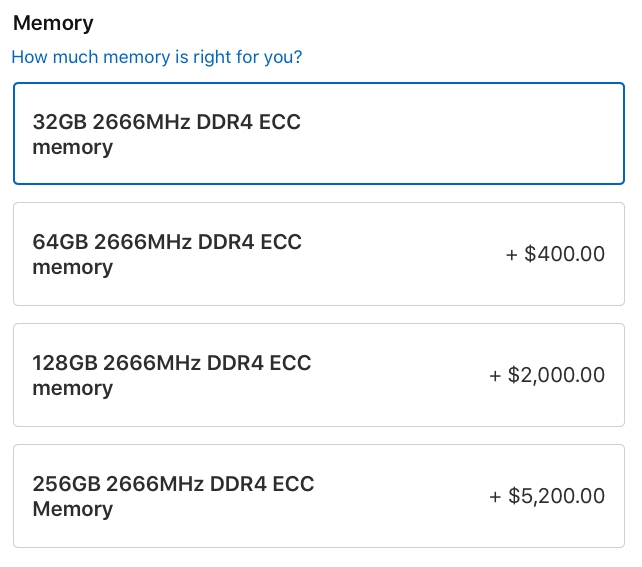 Memory
How much memory is right for you?
32GB 2666MHz DDR4 ECC
memory
64GB 2666MHz DDR4 ECC
memory
+ $400.00
128GB 2666MHz DDR4 ECC
memory
+ $2,000.00
256GB 2666MHz DDR4 ECC
Memory
+ $5,200.00